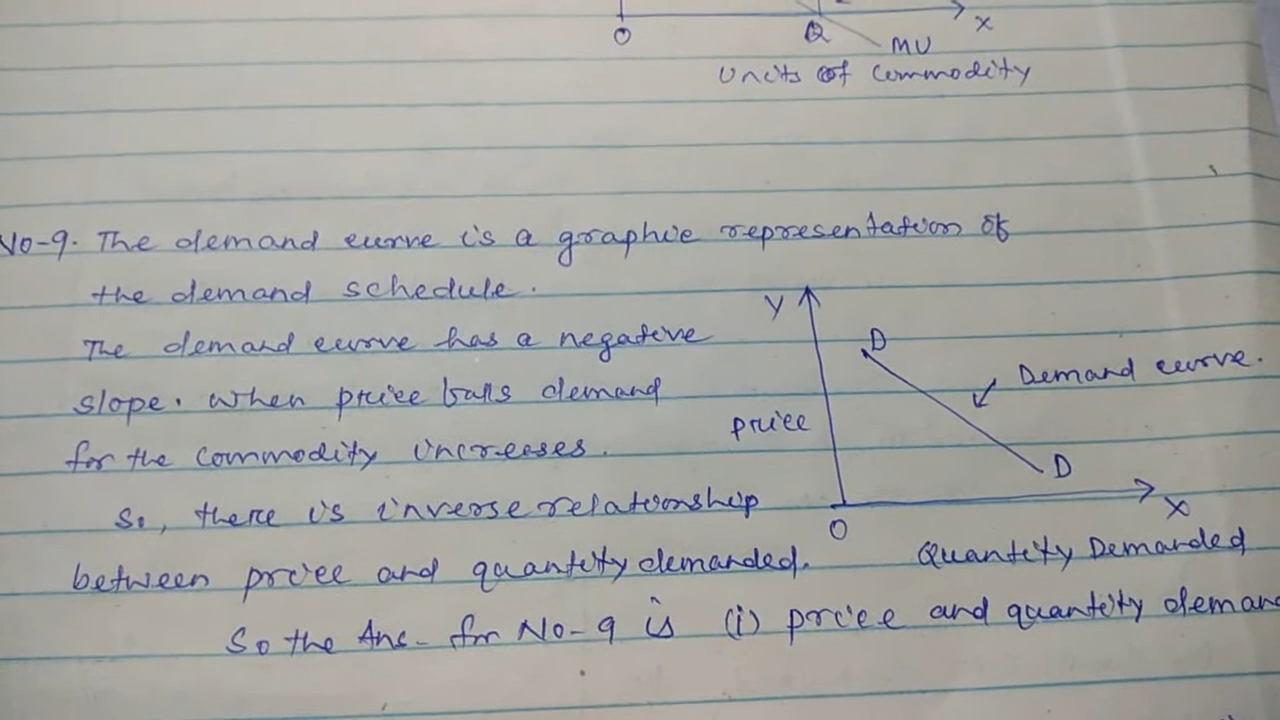 O Q X
MU
Units of Commodity
No-9. The demand curve is a graphic representation of
the demand schedule.
The demand curve has a negative
slope. When price falls demand
for the commodity increases.
So, there is inverse relationship
between price and quantity demanded.
Y
D
Demand curve.
price
D
O
X
Quantity Demanded
So the Ans- for No-9 is (i) price and quantity deman